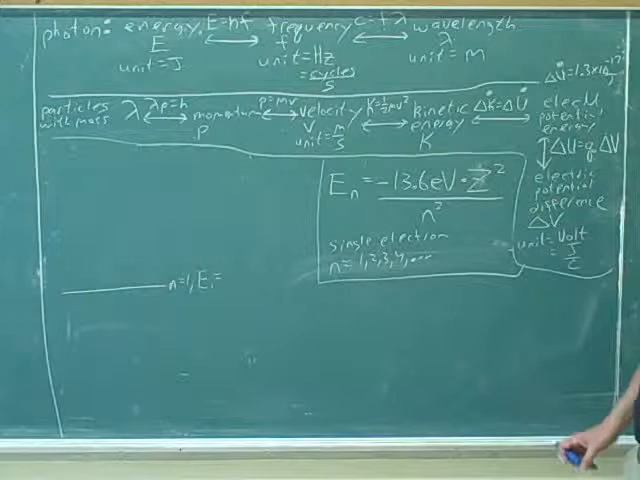 photon: energy E=hf frequency c=fλ wavelength
E f λ
unit=J unit=Hz unit=m
=cycles/s
ΔU=1.3×10⁻¹⁷J
particles with mass λ λp=h momentum p=mv velocity K=½mv² kinetic energy ΔK=ΔU elec potential energy
p v K
unit=m/s
ΔU=qΔV
electric
potential
difference
ΔV
unit=Volt
=J/C
Eₙ=-13.6eV·Z²/n²
single electron
n=1,2,3,4,...
n=1, E₁=